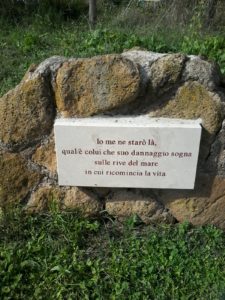 Io me ne starò là,
qual'è colui che suo dannaggio sogna
sulle rive del mare
in cui ricomincia la vita